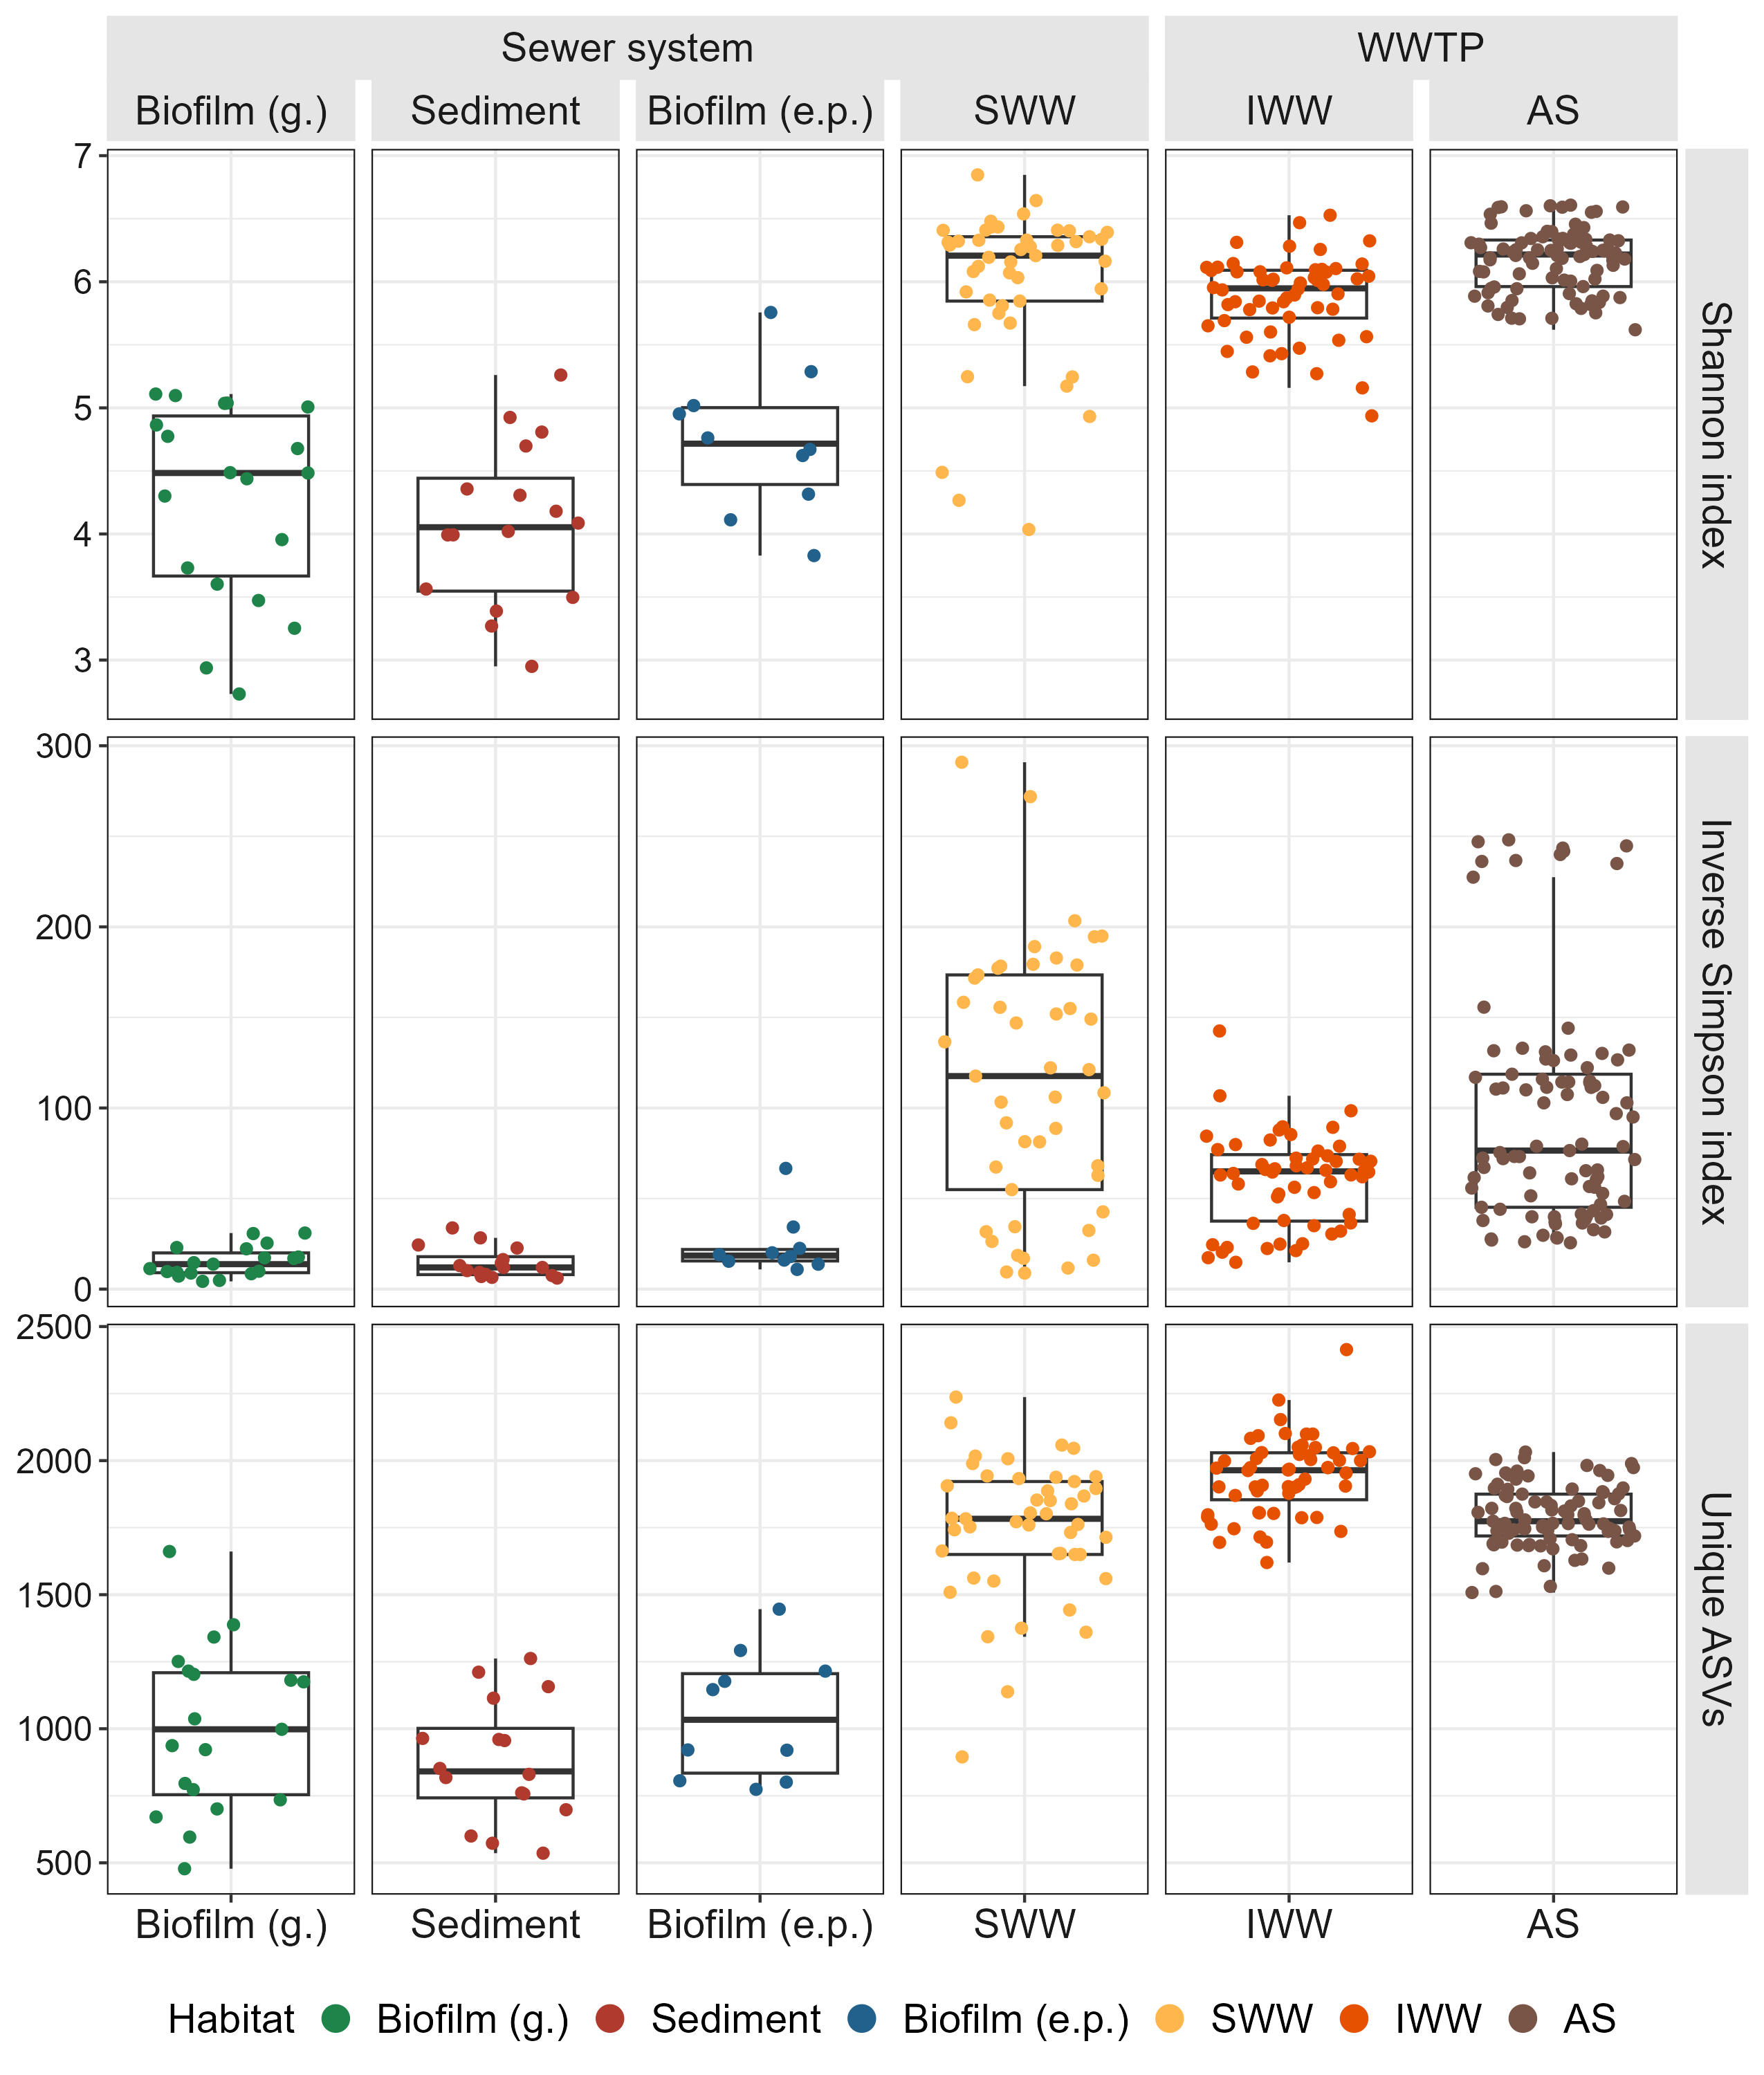 Sewer system WWTP
Biofilm (g.) Sediment Biofilm (e.p.) SWW IWW AS
7
6
5
4
3
Shannon index
300
200
100
0
Inverse Simpson index
2500
2000
1500
1000
500
Unique ASVs
Biofilm (g.) Sediment Biofilm (e.p.) SWW IWW AS
Habitat Biofilm (g.) Sediment Biofilm (e.p.) SWW IWW AS